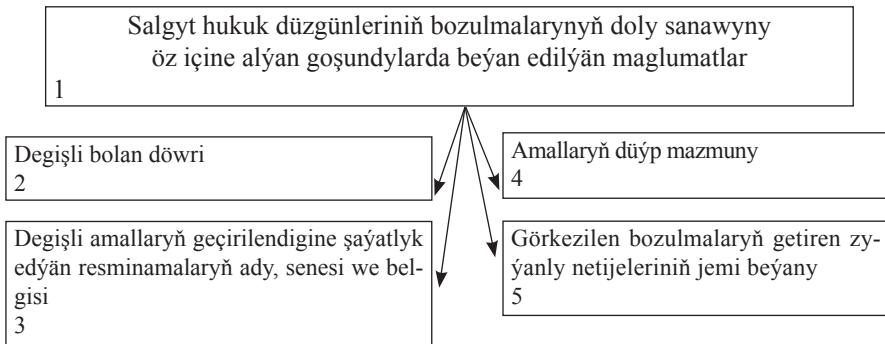 Salgyt hukuk düzgünleriniň bozulmalarynyň doly sanawyny
öz içine alýan goşundylarda beýan edilýän maglumatlar
1
Degişli bolan döwri
2
Degişli amallaryň geçirilendigine şaýatlyk
edýän resminamalaryň ady, senesi we bel-
gisi
3
Amallaryň düýp mazmuny
4
Görkezilen bozulmalaryň getiren zy-
ýanly netijeleriniň jemi beýany
5